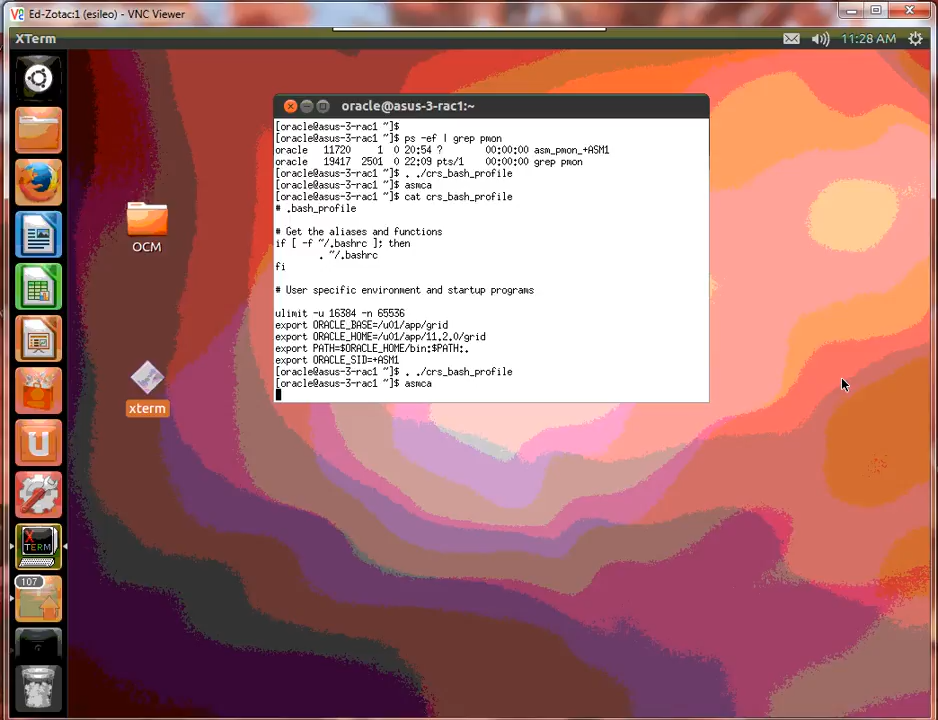 Ed-Zotac:1 (esileo) - VNC Viewer
XTerm
11:28 AM
oracle@asus-3-rac1:~
[oracle@asus-3-rac1 ~]$
[oracle@asus-3-rac1 ~]$ ps -ef | grep pmon
oracle   11720     1  0 20:54 ?        00:00:00 asm_pmon_+ASM1
oracle   19417  2501  0 22:09 pts/1    00:00:00 grep pmon
[oracle@asus-3-rac1 ~]$ . ./crs_bash_profile
[oracle@asus-3-rac1 ~]$ asmca
[oracle@asus-3-rac1 ~]$ cat crs_bash_profile
# .bash_profile
# Get the aliases and functions
if [ -f ~/.bashrc ]; then
. ~/.bashrc
fi
# User specific environment and startup programs
ulimit -u 16384 -n 65536
export ORACLE_BASE=/u01/app/grid
export ORACLE_HOME=/u01/app/11.2.0/grid
export PATH=$ORACLE_HOME/bin:$PATH:.
export ORACLE_SID=+ASM1
[oracle@asus-3-rac1 ~]$ . ./crs_bash_profile
[oracle@asus-3-rac1 ~]$ asmca
OCM
xterm
X
TERM
107